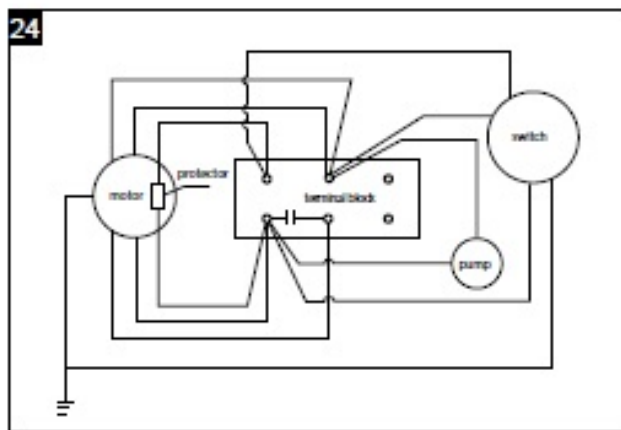 24
protector
switch
motor
terminal block
pump